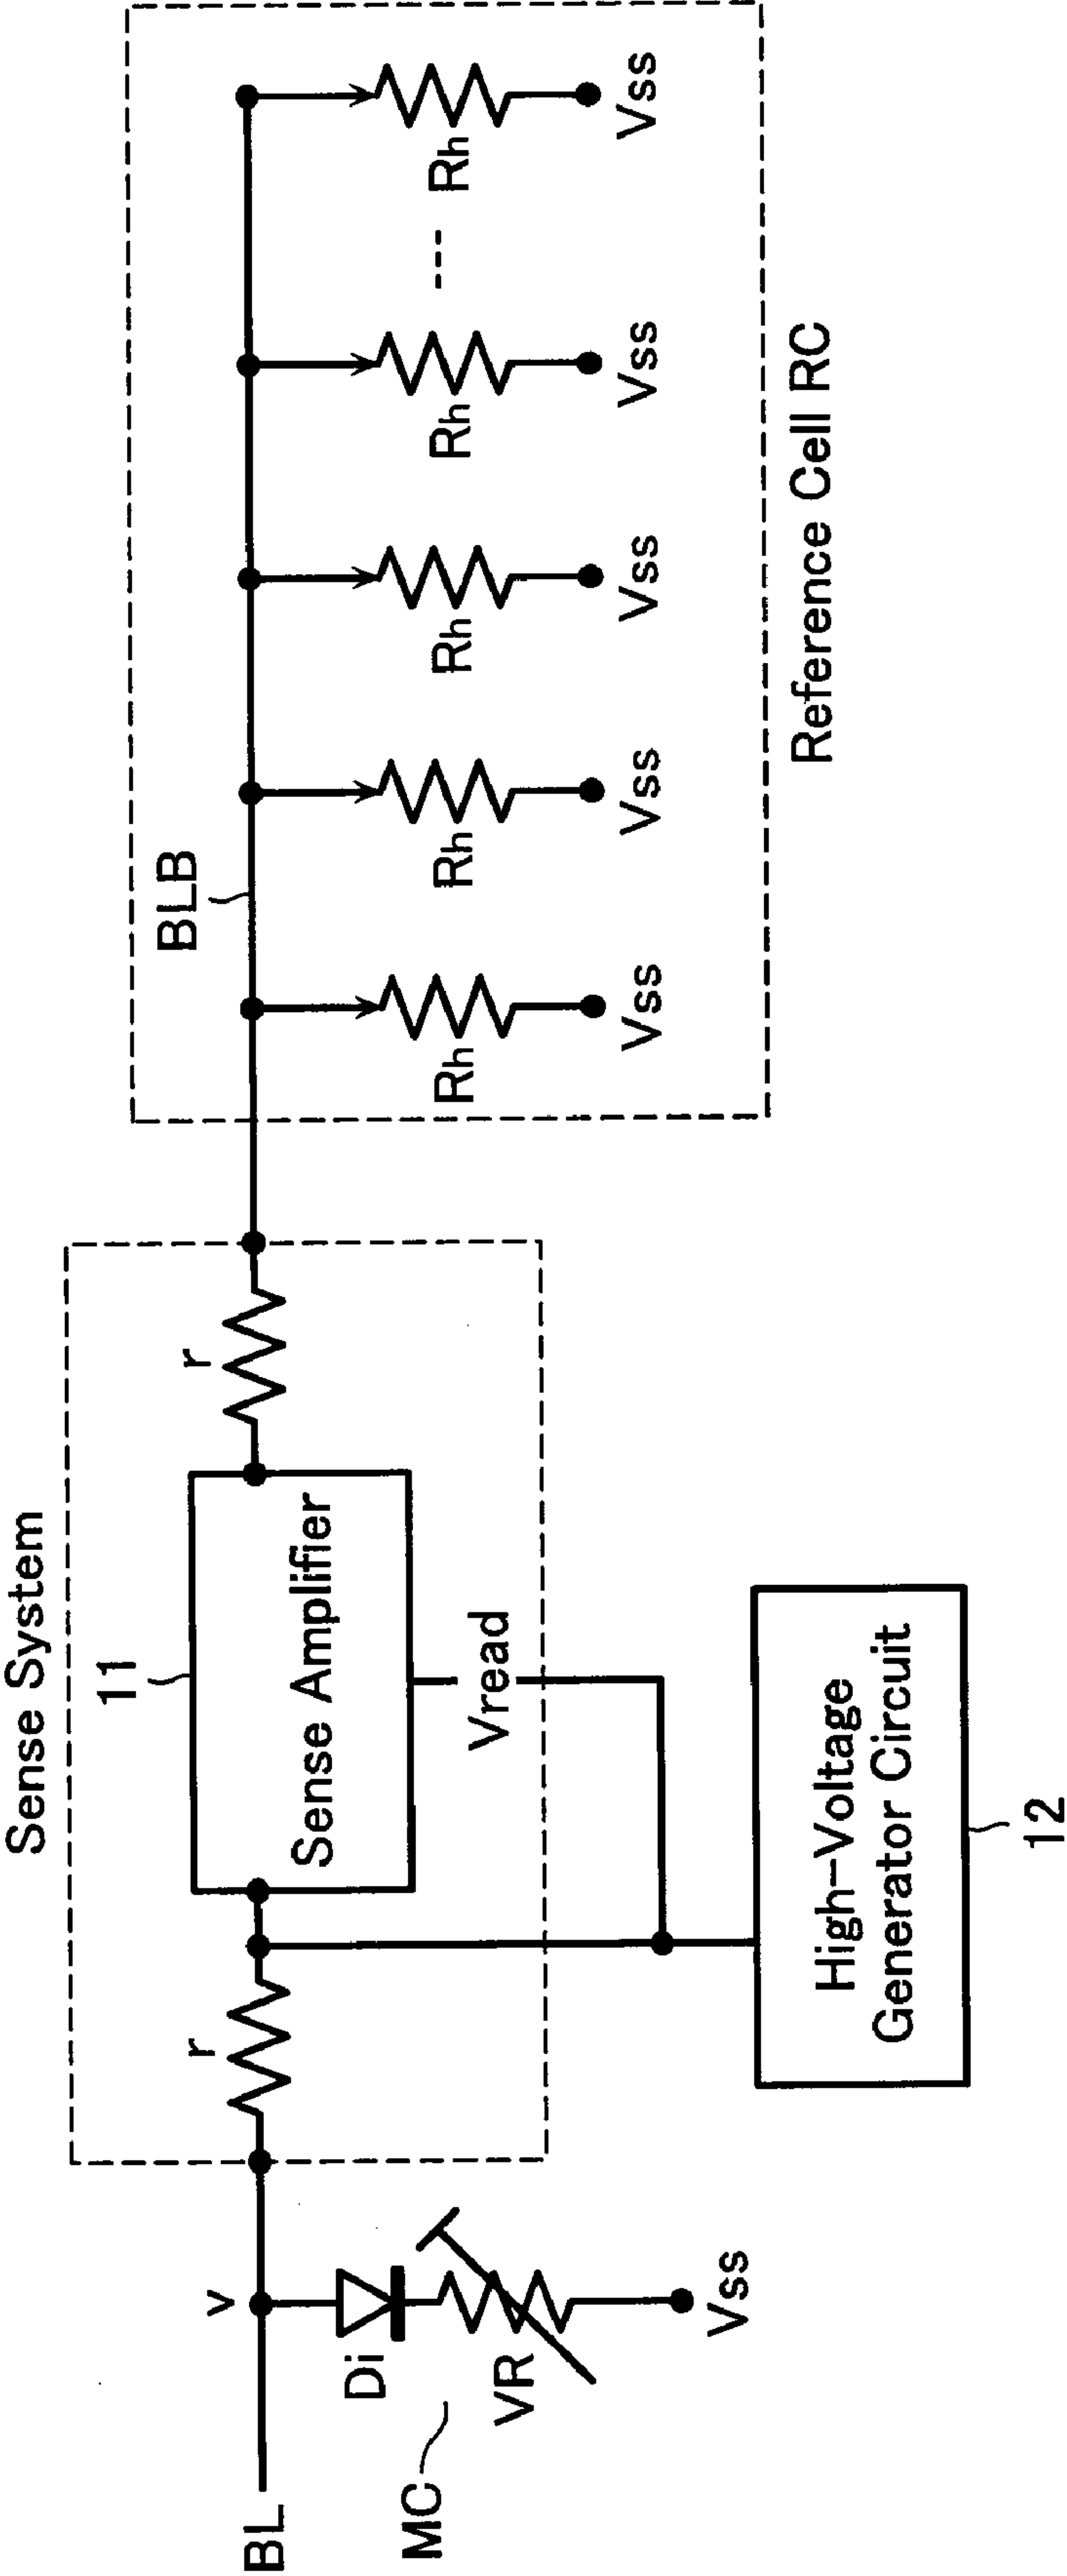 Sense System
11
r
Sense Amplifier
r
Vread
High-Voltage
Generator Circuit
12
BL
v
Di
VR
MC
Vss
BLB
Rh
Rh
Rh
Rh
---
Rh
Vss
Vss
Vss
Vss
Vss
Reference Cell RC